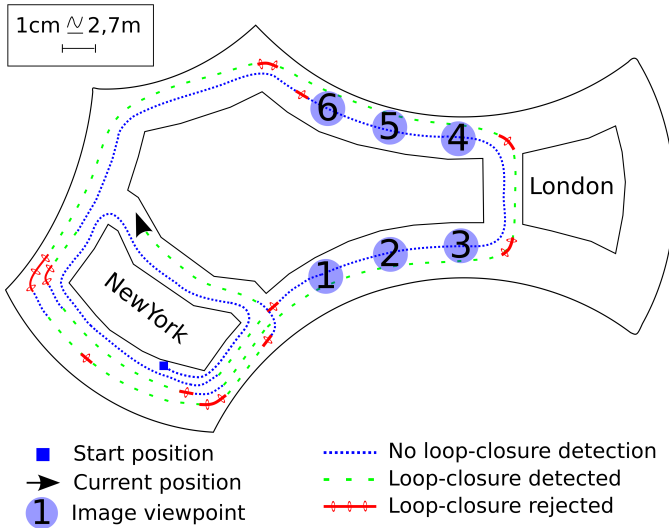 1cm ≃ 2,7m
6
5
4
London
1
2
3
NewYork
Start position
Current position
1 Image viewpoint
No loop-closure detection
Loop-closure detected
Loop-closure rejected